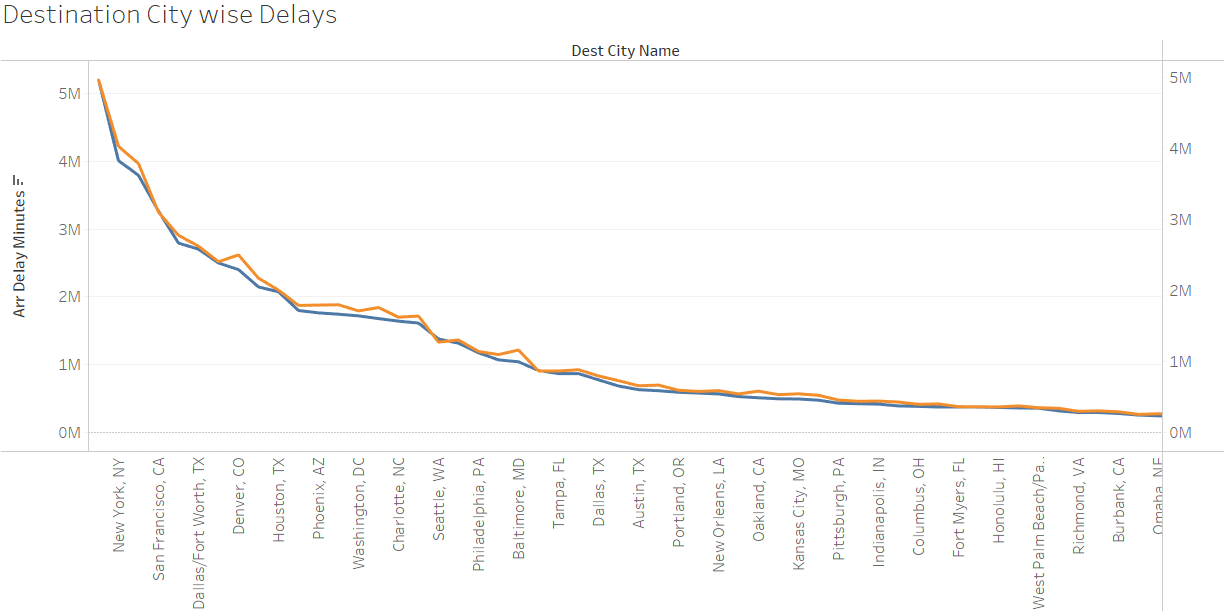 Destination City wise Delays
Dest City Name
Arr Delay Minutes
5M
4M
3M
2M
1M
0M
5M
4M
3M
2M
1M
0M
New York, NY
San Francisco, CA
Dallas/Fort Worth, TX
Denver, CO
Houston, TX
Phoenix, AZ
Washington, DC
Charlotte, NC
Seattle, WA
Philadelphia, PA
Baltimore, MD
Tampa, FL
Dallas, TX
Austin, TX
Portland, OR
New Orleans, LA
Oakland, CA
Kansas City, MO
Pittsburgh, PA
Indianapolis, IN
Columbus, OH
Fort Myers, FL
Honolulu, HI
West Palm Beach/Pa..
Richmond, VA
Burbank, CA
Omaha, NE